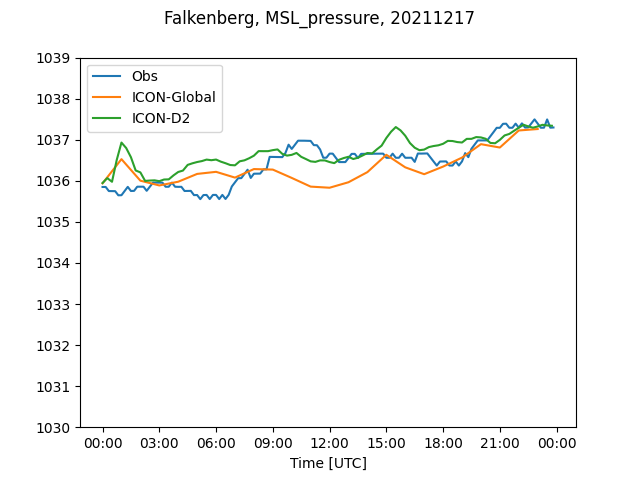 Falkenberg, MSL_pressure, 20211217
1039
1038
1037
1036
1035
1034
1033
1032
1031
1030
Obs
ICON-Global
ICON-D2
00:00 03:00 06:00 09:00 12:00 15:00 18:00 21:00 00:00
Time [UTC]